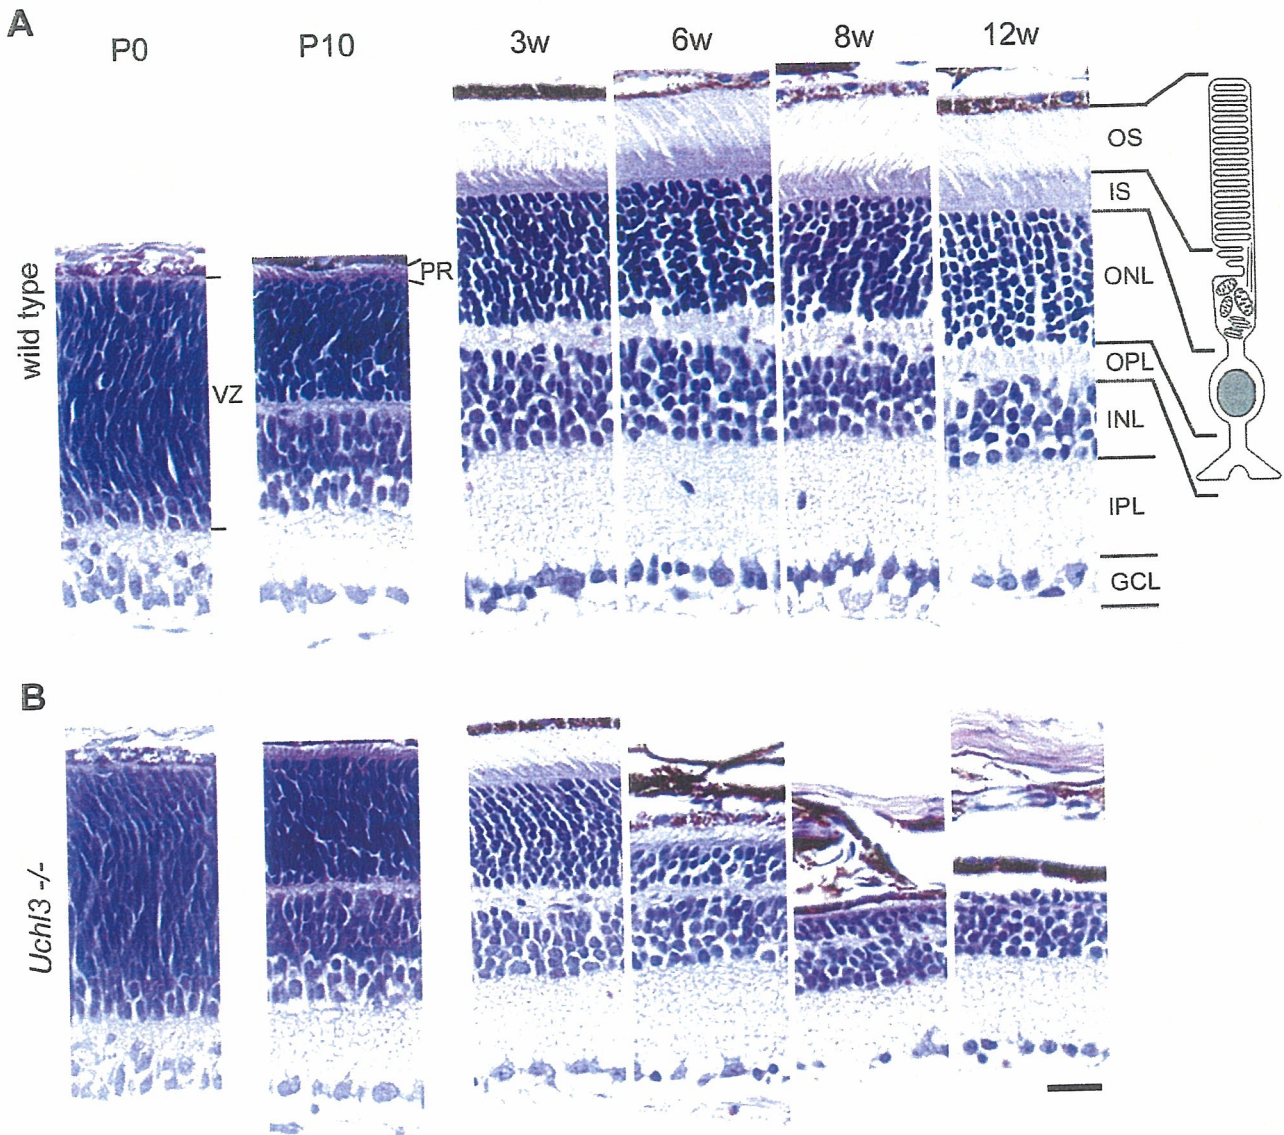 A
P0
P10
3w
6w
8w
12w
wild type
VZ
PR
OS
IS
ONL
OPL
INL
IPL
GCL
B
Uchl3 -/-